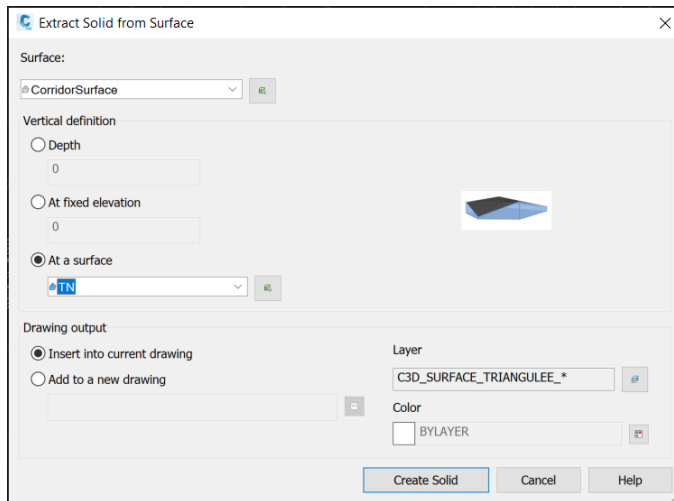 Extract Solid from Surface
Surface:
CorridorSurface
Vertical definition
Depth
0
At fixed elevation
0
At a surface
TN
Drawing output
Insert into current drawing
Add to a new drawing
Layer
C3D_SURFACE_TRIANGULEE_*
Color
BYLAYER
Create Solid
Cancel
Help